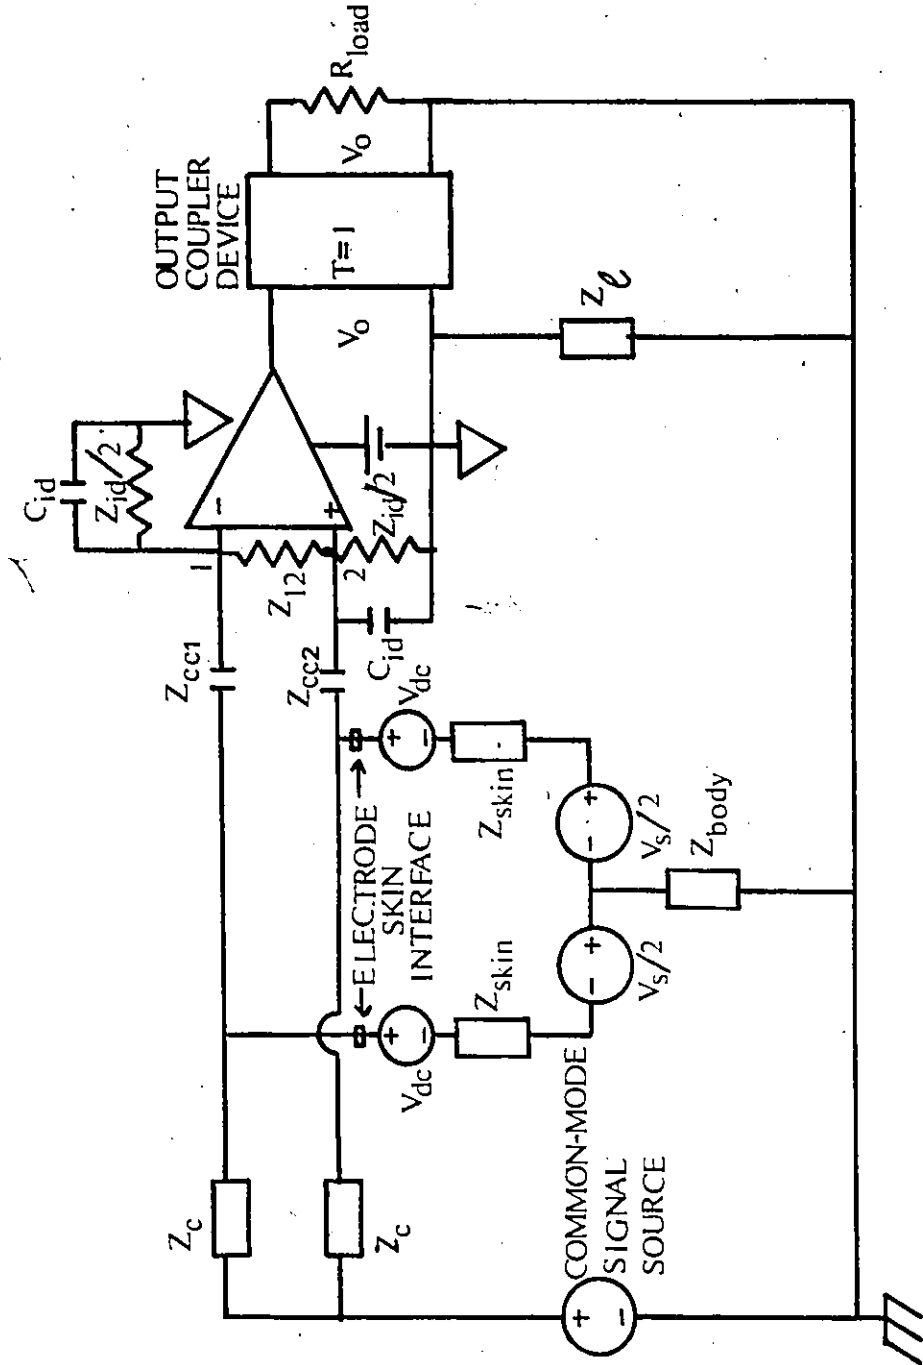 OUTPUT
COUPLER
DEVICE
C_id
Z_id/2
1
−
+
Z_12
2
Z_id/2
C_id
Z_cc1
Z_cc2
V_o
T=1
V_o
R_load
Z_ℓ
V_dc
←ELECTRODE→
SKIN
INTERFACE
V_dc
+
−
+
−
Z_skin
Z_skin
−
+
V_s/2
−
+
V_s/2
Z_body
Z_c
Z_c
COMMON-MODE
SIGNAL
SOURCE
+
−